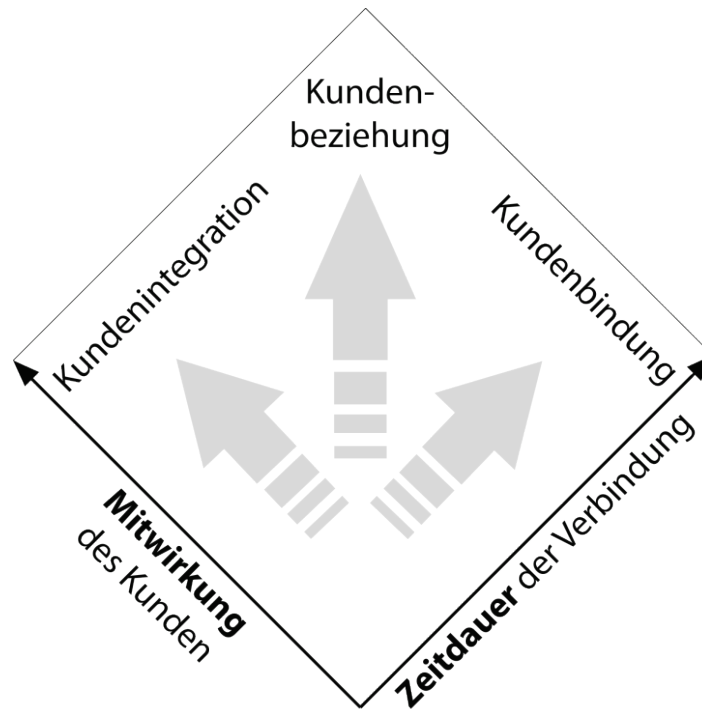 Kunden-
beziehung
Kundenintegration
Kundenbindung
Mitwirkung
des Kunden
Zeitdauer der Verbindung